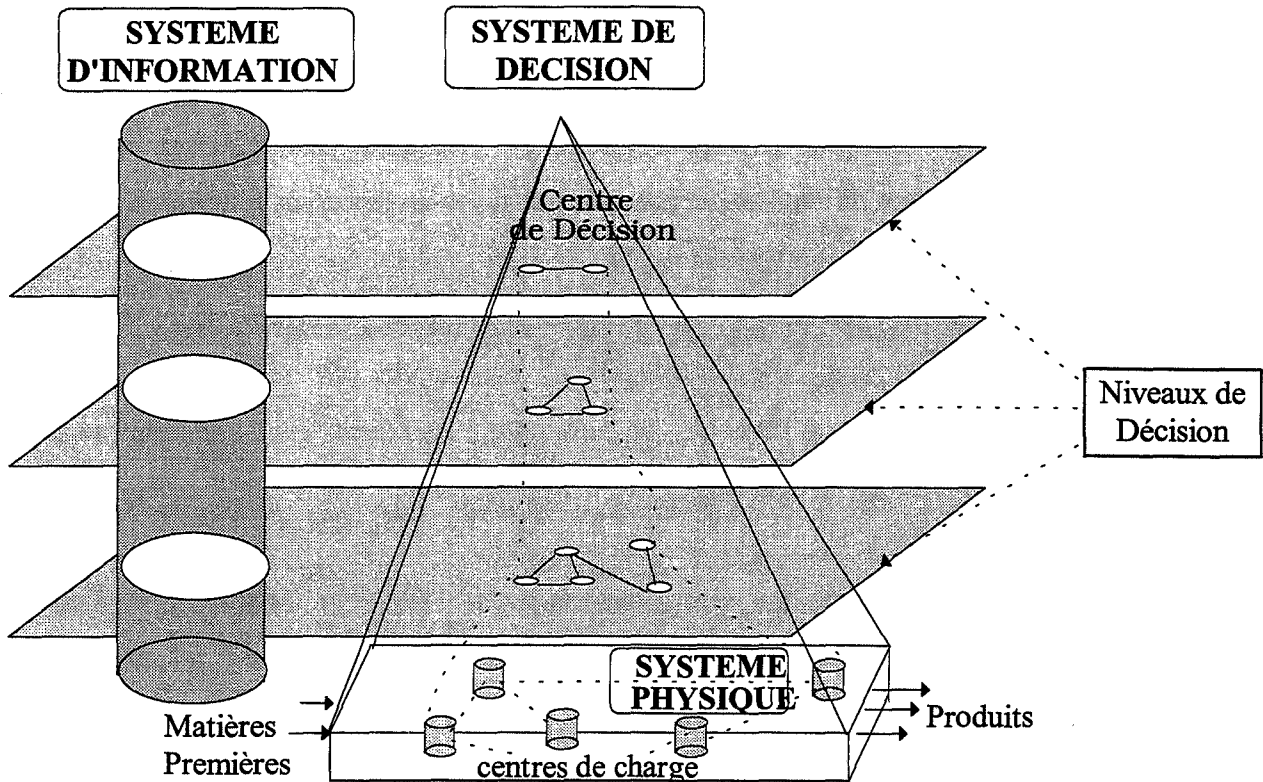 SYSTEME
D'INFORMATION
SYSTEME DE
DECISION
Centre
de Décision
Niveaux de
Décision
SYSTEME
PHYSIQUE
Matières
Premières
centres de charge
Produits